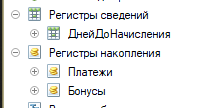 Регистры сведений
ДнейДоНачисления
Регистры накопления
Платежи
Бонусы